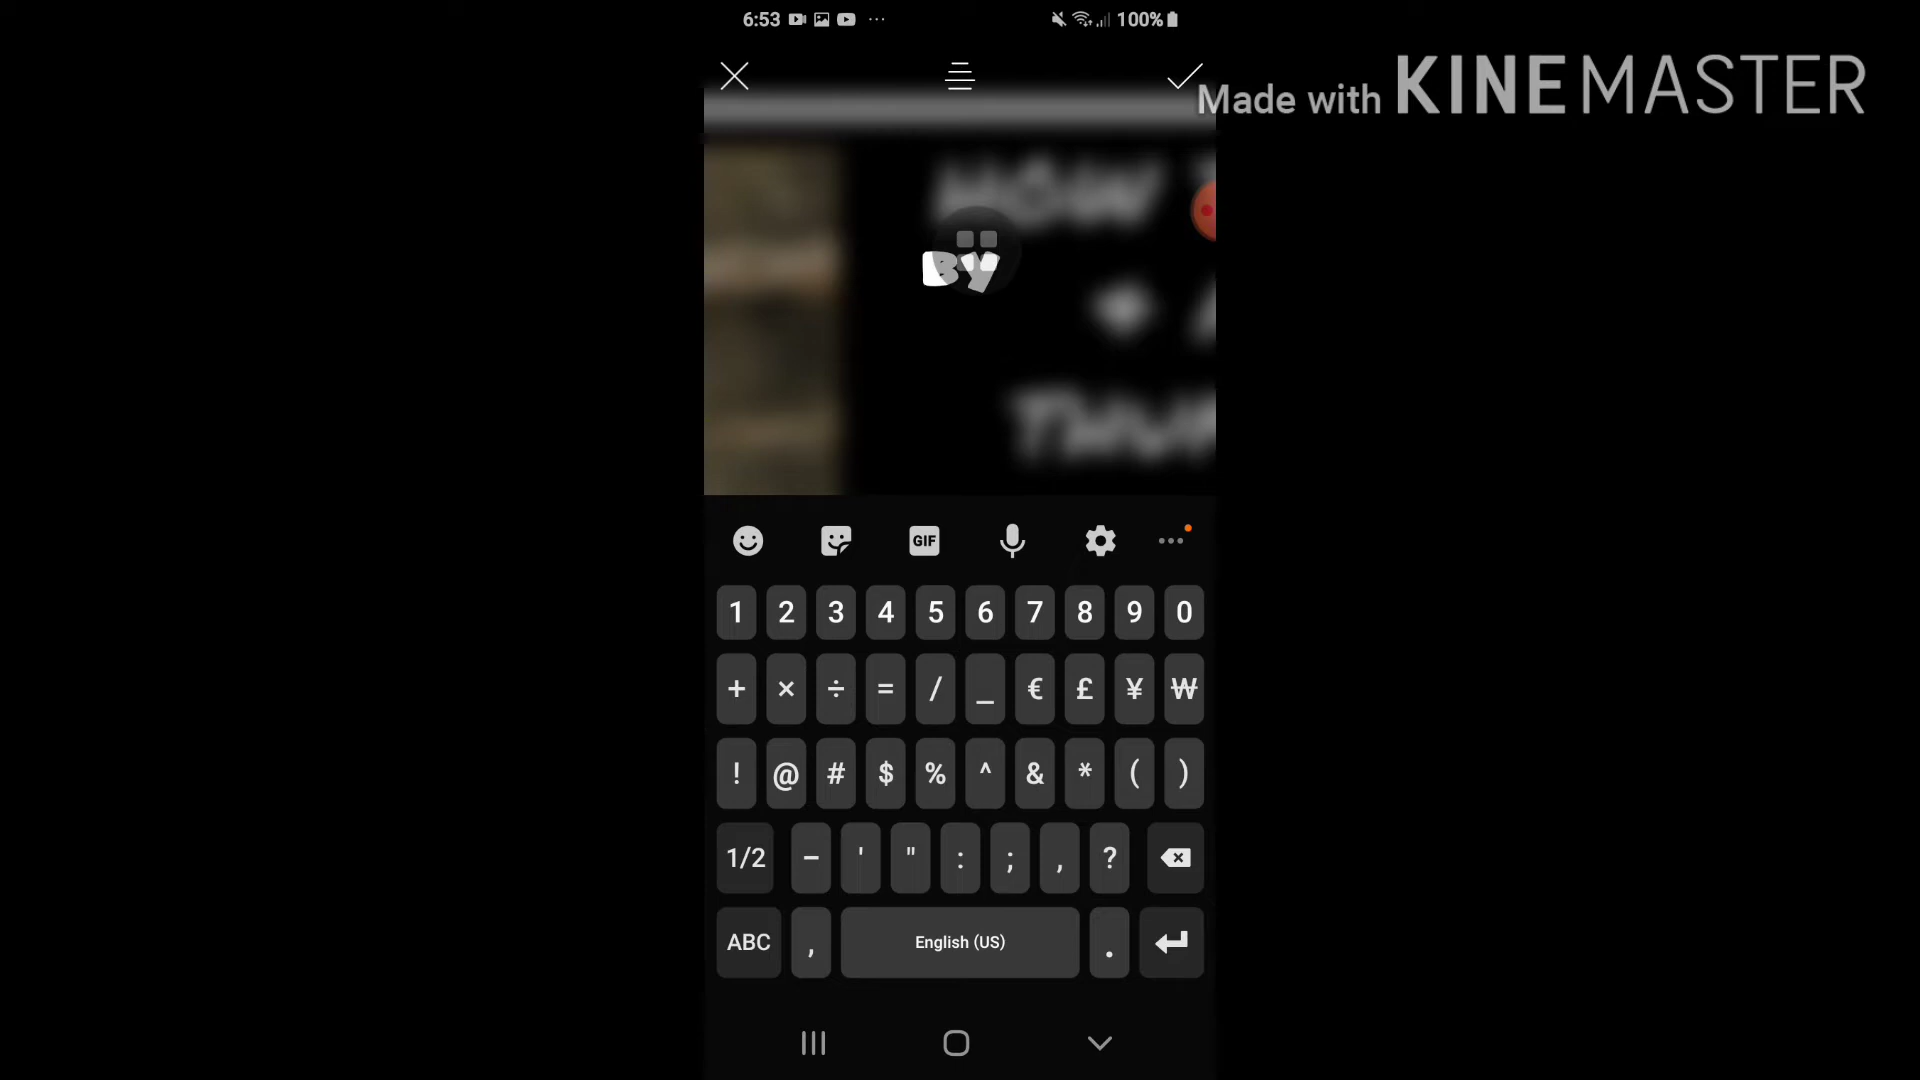 6:53 100%
Made with KINEMASTER
HOW
BY
+
GIF
1 2 3 4 5 6 7 8 9 0
+ × ÷ = / _ € £ ¥ ₩
! @ # $ % ^ & * ( )
1/2 - ' " : ; , ?
ABC , English (US) .